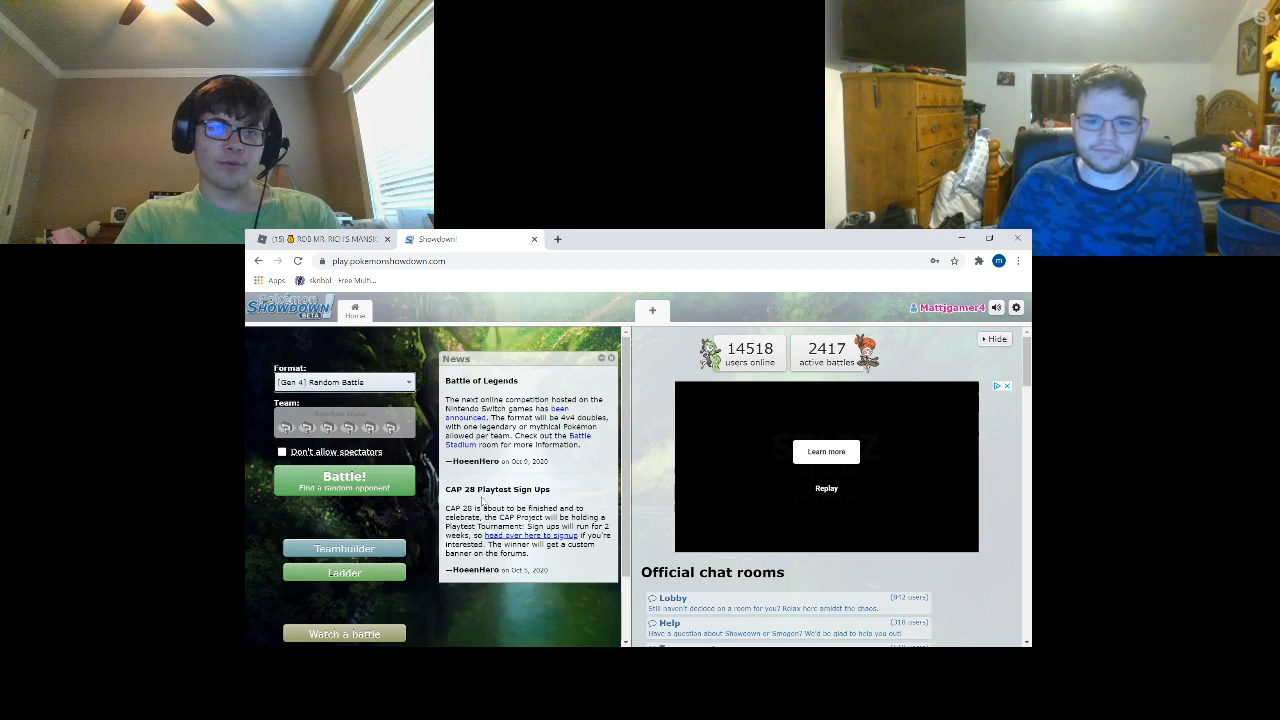 (15) 💰 ROB MR. RICH'S MANSIO
Showdown!
play.pokemonshowdown.com
Apps
skribbl - Free Multi...
Pokémon
SHOWDOWN
BETA
Home
Mattjgamer4
Format:
[Gen 4] Random Battle
Team:
Don't allow spectators
Battle!
Find a random opponent
Teambuilder
Ladder
Watch a battle
News
Battle of Legends
The next online competition hosted on the
Nintendo Switch games has been
announced. The format will be 4v4 doubles,
with one legendary or mythical Pokémon
allowed per team. Check out the Battle
Stadium room for more information.
—HoeenHero on Oct 9, 2020
CAP 28 Playtest Sign Ups
CAP 28 is about to be finished and to
celebrate, the CAP Project will be holding a
Playtest Tournament! Sign ups will run for 2
weeks, so head over here to signup if you're
interested. The winner will get a custom
banner on the forums.
—HoeenHero on Oct 5, 2020
14518
users online
2417
active battles
Hide
Learn more
Replay
Official chat rooms
Lobby (842 users)
Still haven't decided on a room for you? Relax here amidst the chaos.
Help (318 users)
Have a question about Showdown or Smogon? We'd be glad to help you out!